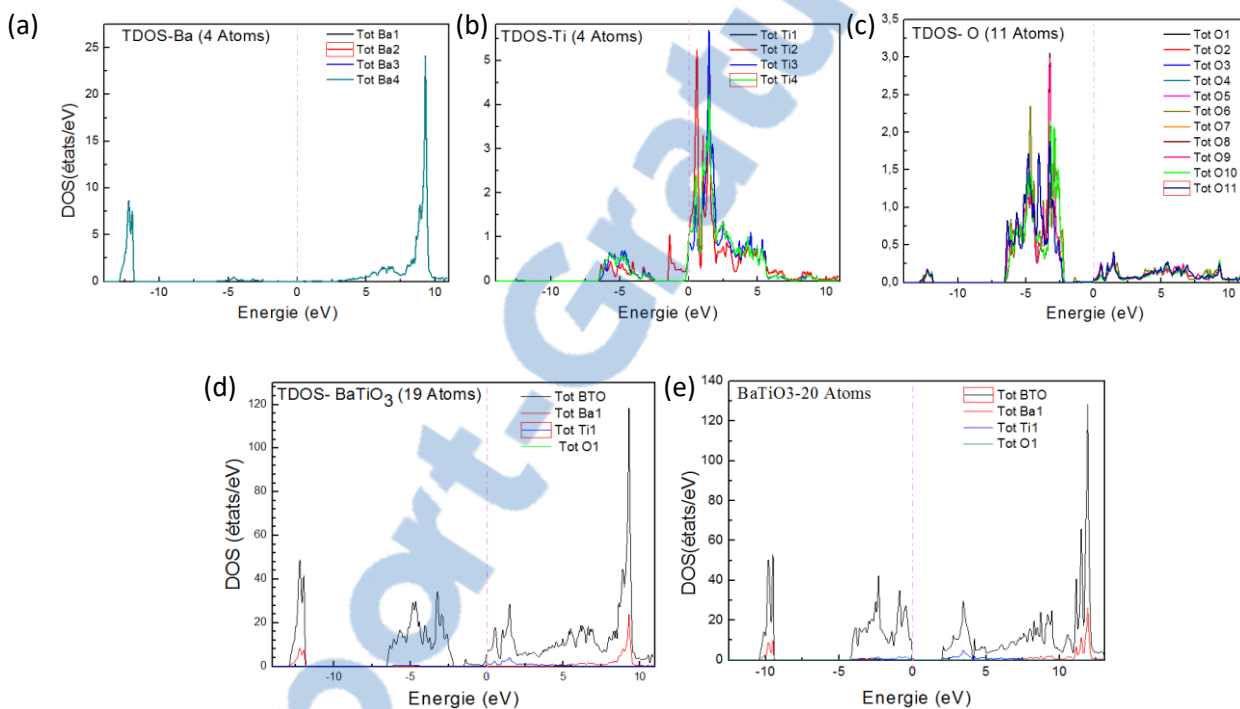 (a)
TDOS-Ba (4 Atoms)
Tot Ba1
Tot Ba2
Tot Ba3
Tot Ba4
25
20
15
10
5
0
DOS(états/eV)
-10 -5 0 5 10
Energie (eV)
(b)
TDOS-Ti (4 Atoms)
Tot Ti1
Tot Ti2
Tot Ti3
Tot Ti4
5
4
3
2
1
0
-10 -5 0 5 10
Energie (eV)
(c)
TDOS- O (11 Atoms)
Tot O1
Tot O2
Tot O3
Tot O4
Tot O5
Tot O6
Tot O7
Tot O8
Tot O9
Tot O10
Tot O11
3,5
3,0
2,5
2,0
1,5
1,0
0,5
0,0
-10 -5 0 5 10
Energie (eV)
(d)
TDOS- BaTiO3 (19 Atoms)
Tot BTO
Tot Ba1
Tot Ti1
Tot O1
120
100
80
60
40
20
0
DOS (états/eV)
-10 -5 0 5 10
Energie (eV)
(e)
BaTiO3-20 Atoms
Tot BTO
Tot Ba1
Tot Ti1
Tot O1
140
120
100
80
60
40
20
0
DOS(états/eV)
-10 -5 0 5 10
Energie (eV)
port-Gratu